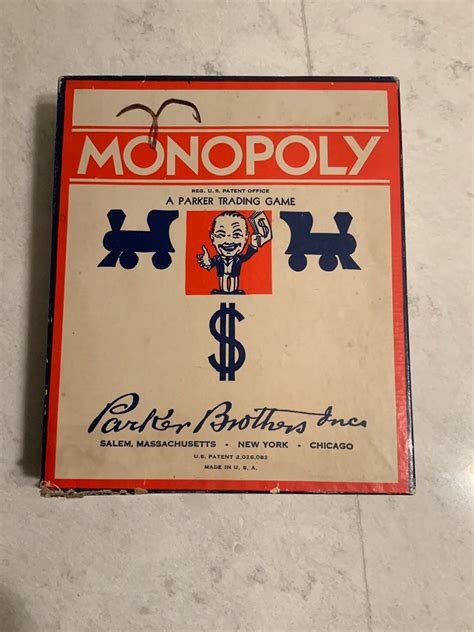 MONOPOLY
REG. U. S. PATENT OFFICE
A PARKER TRADING GAME
$
Parker Brothers Inc.
SALEM, MASSACHUSETTS • NEW YORK • CHICAGO
U.S. PATENT 2,026,082
MADE IN U. S. A.